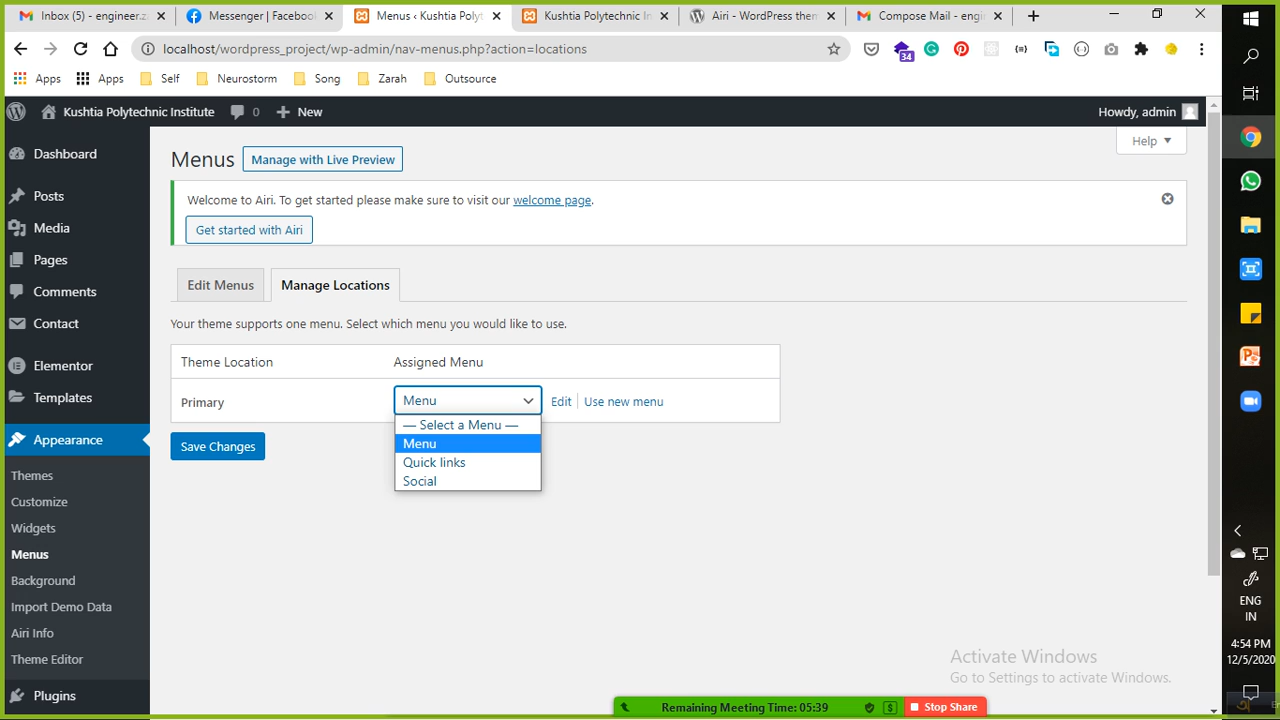 Inbox (5) - engineer.z
Messenger | Facebook
Menus ‹ Kushtia Polyt
Kushtia Polytechnic In
Airi - WordPress them
Compose Mail - engi
localhost/wordpress_project/wp-admin/nav-menus.php?action=locations
34
Apps
Apps
Self
Neurostorm
Song
Zarah
Outsource
Kushtia Polytechnic Institute
0
New
Howdy, admin
Dashboard
Posts
Media
Pages
Comments
Contact
Elementor
Templates
Appearance
Themes
Customize
Widgets
Menus
Background
Import Demo Data
Airi Info
Theme Editor
Plugins
Help
Menus
Manage with Live Preview
Welcome to Airi. To get started please make sure to visit our welcome page.
Get started with Airi
Edit Menus
Manage Locations
Your theme supports one menu. Select which menu you would like to use.
Theme Location
Assigned Menu
Primary
Menu
Edit
Use new menu
— Select a Menu —
Menu
Quick links
Social
Save Changes
Activate Windows
Go to Settings to activate Windows.
Remaining Meeting Time: 05:39
Stop Share
ENG
IN
4:54 PM
12/5/2020